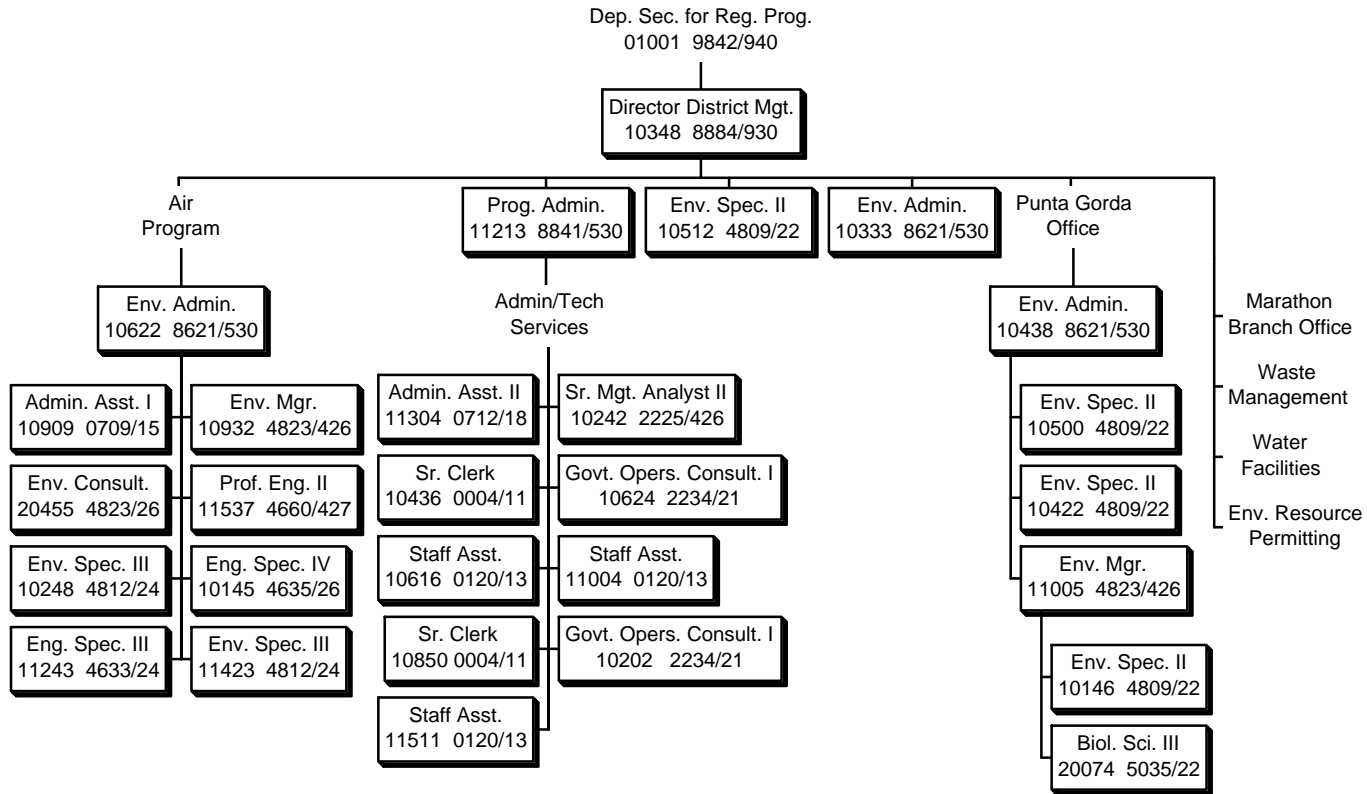 Dep. Sec. for Reg. Prog.
01001 9842/940
Director District Mgt.
10348 8884/930
Air
Program
Prog. Admin.
11213 8841/530
Env. Spec. II
10512 4809/22
Env. Admin.
10333 8621/530
Punta Gorda
Office
Env. Admin.
10622 8621/530
Admin/Tech
Services
Env. Admin.
10438 8621/530
Marathon
Branch Office
Waste
Management
Water
Facilities
Env. Resource
Permitting
Admin. Asst. I
10909 0709/15
Env. Mgr.
10932 4823/426
Env. Consult.
20455 4823/26
Prof. Eng. II
11537 4660/427
Env. Spec. III
10248 4812/24
Eng. Spec. IV
10145 4635/26
Eng. Spec. III
11243 4633/24
Env. Spec. III
11423 4812/24
Admin. Asst. II
11304 0712/18
Sr. Mgt. Analyst II
10242 2225/426
Sr. Clerk
10436 0004/11
Govt. Opers. Consult. I
10624 2234/21
Staff Asst.
10616 0120/13
Staff Asst.
11004 0120/13
Sr. Clerk
10850 0004/11
Govt. Opers. Consult. I
10202 2234/21
Staff Asst.
11511 0120/13
Env. Spec. II
10500 4809/22
Env. Spec. II
10422 4809/22
Env. Mgr.
11005 4823/426
Env. Spec. II
10146 4809/22
Biol. Sci. III
20074 5035/22